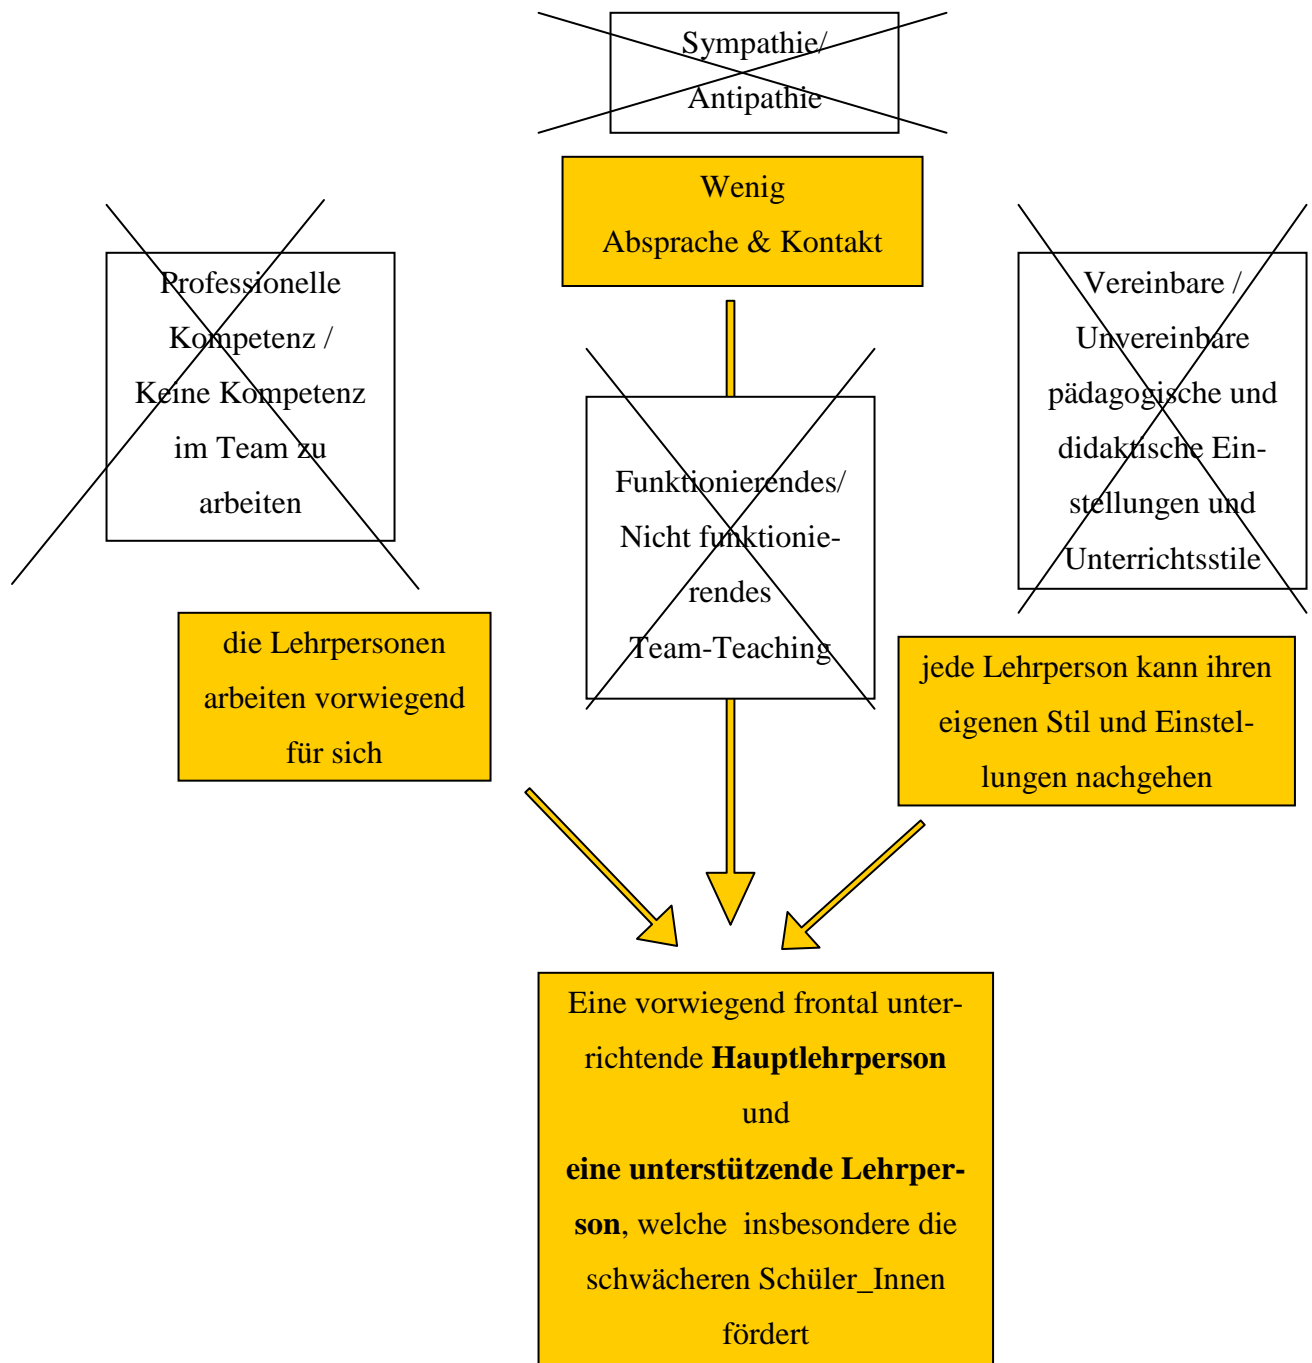 Sympathie/
Antipathie
Wenig
Absprache & Kontakt
Professionelle
Kompetenz /
Keine Kompetenz
im Team zu
arbeiten
Vereinbare /
Unvereinbare
pädagogische und
didaktische Ein-
stellungen und
Unterrichtsstile
Funktionierendes/
Nicht funktionie-
rendes
Team-Teaching
die Lehrpersonen
arbeiten vorwiegend
für sich
jede Lehrperson kann ihren
eigenen Stil und Einstel-
lungen nachgehen
Eine vorwiegend frontal unter-
richtende Hauptlehrperson
und
eine unterstützende Lehrper-
son, welche insbesondere die
schwächeren Schüler_Innen
fördert